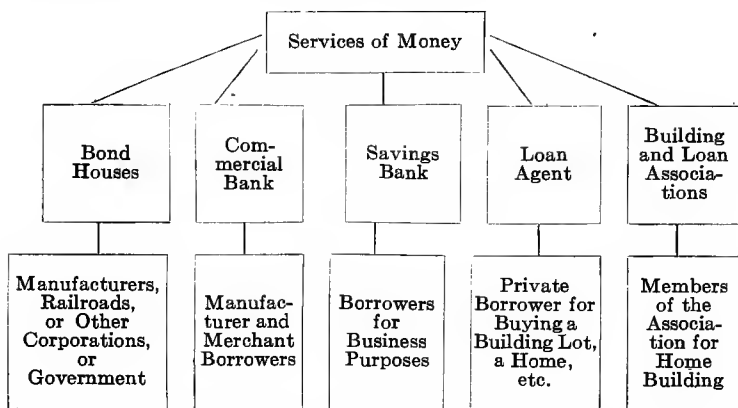 Services of Money
Bond
Houses
Com-
mercial
Bank
Savings
Bank
Loan
Agent
Building
and Loan
Associa-
tions
Manufacturers,
Railroads,
or Other
Corporations,
or
Government
Manufac-
turer and
Merchant
Borrowers
Borrowers
for
Business
Purposes
Private
Borrower for
Buying a
Building Lot,
a Home,
etc.
Members
of the
Associa-
tion for
Home
Building